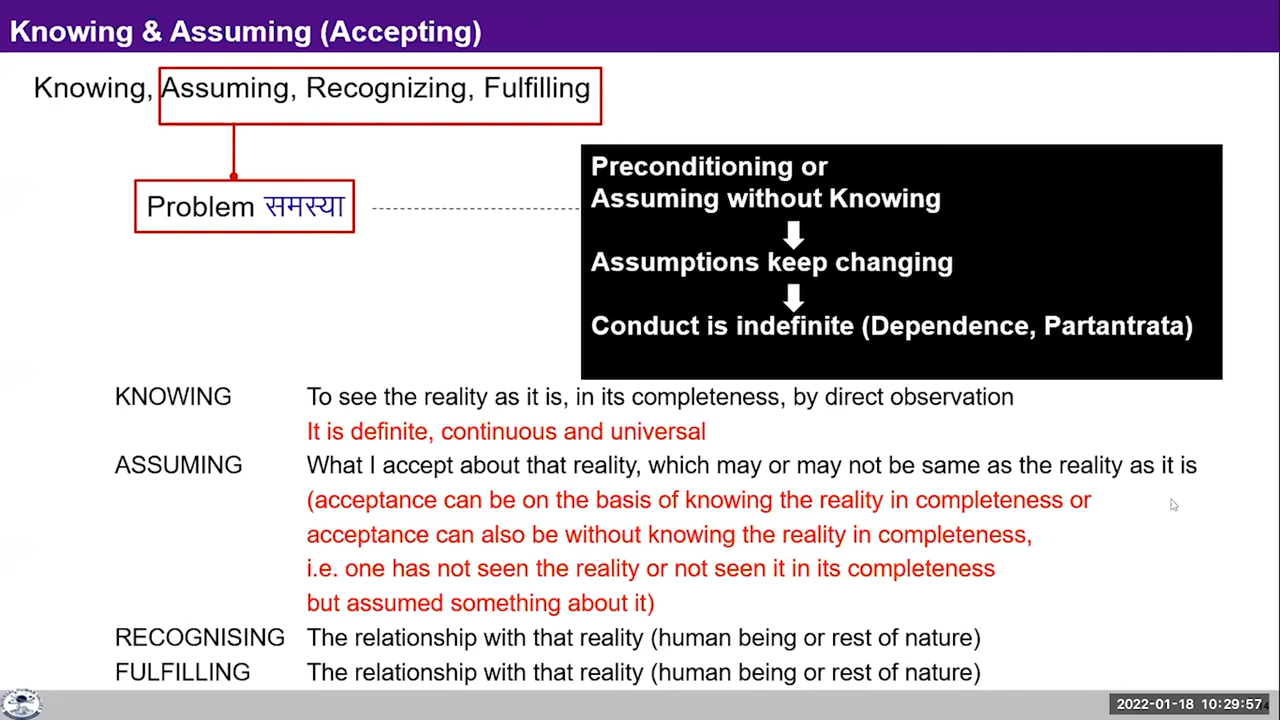 Knowing & Assuming (Accepting)
Knowing, Assuming, Recognizing, Fulfilling
Problem समस्या
Preconditioning or
Assuming without Knowing
Assumptions keep changing
Conduct is indefinite (Dependence, Partantrata)
KNOWING To see the reality as it is, in its completeness, by direct observation
It is definite, continuous and universal
ASSUMING What I accept about that reality, which may or may not be same as the reality as it is
(acceptance can be on the basis of knowing the reality in completeness or
acceptance can also be without knowing the reality in completeness,
i.e. one has not seen the reality or not seen it in its completeness
but assumed something about it)
RECOGNISING The relationship with that reality (human being or rest of nature)
FULFILLING The relationship with that reality (human being or rest of nature)
2022-01-18 10:29:57